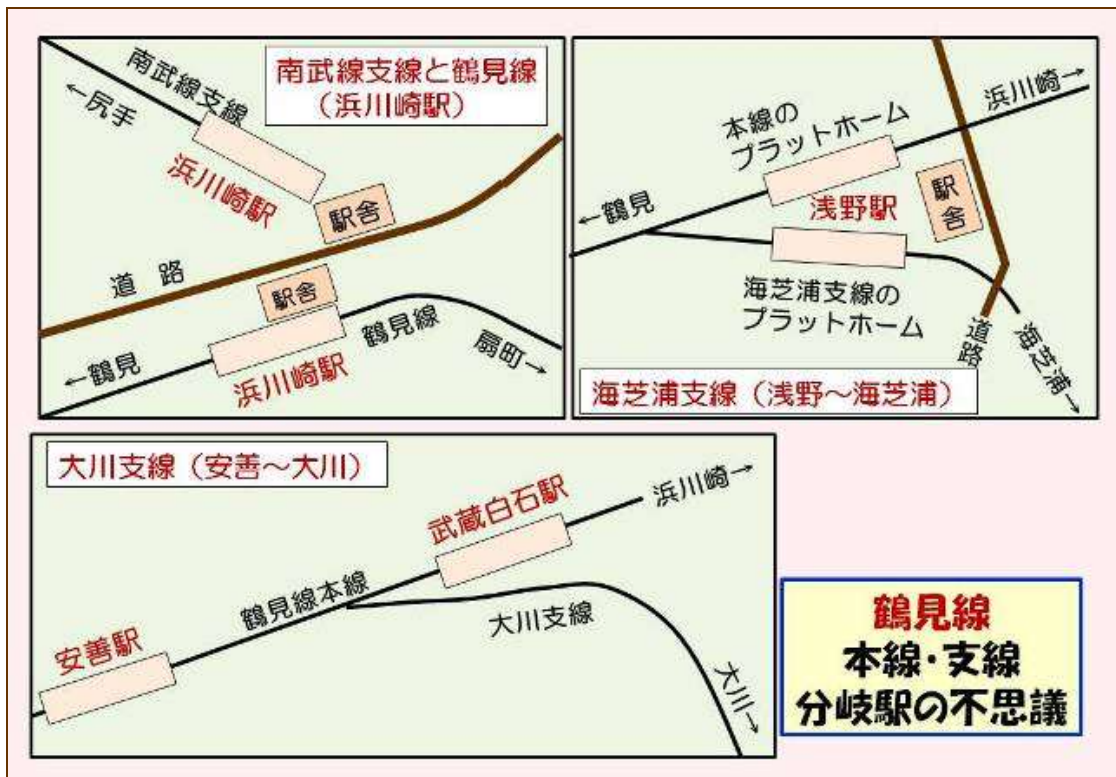 南武線支線と鶴見線
(浜川崎駅)
南武線支線
←尻手
浜川崎駅
駅舎
道 路
駅舎
←鶴見
浜川崎駅
鶴見線
扇町→
浜川崎→
本線の
プラットホーム
←鶴見
浅野駅
駅舎
海芝浦支線の
プラットホーム
道路
海芝浦→
海芝浦支線(浅野~海芝浦)
大川支線(安善~大川)
武蔵白石駅
浜川崎→
鶴見線本線
大川支線
安善駅
大川→
鶴見線
本線・支線
分岐駅の不思議